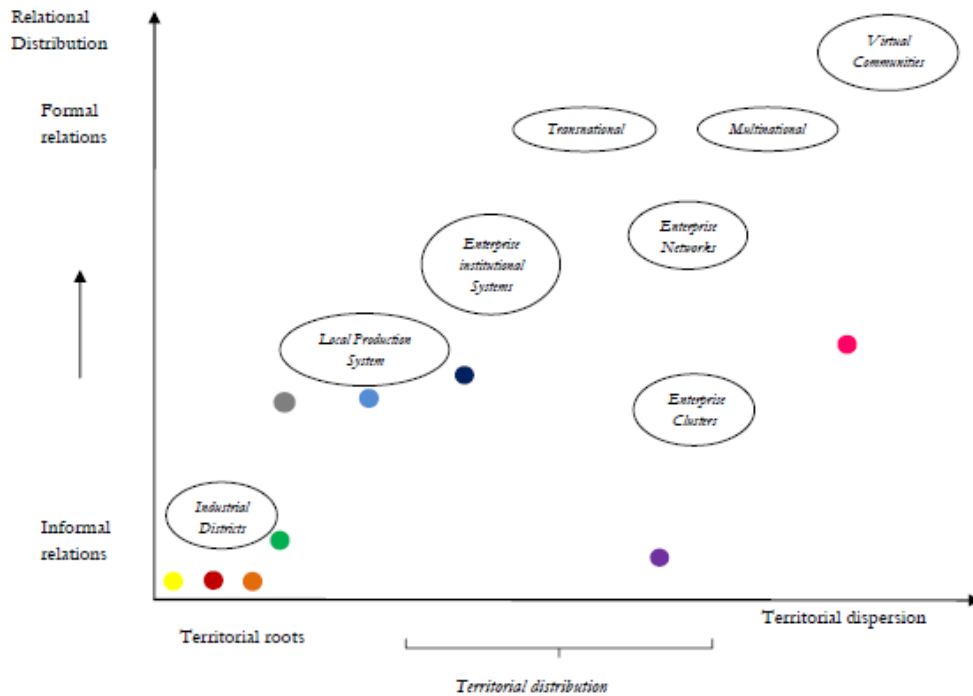 Relational
Distribution
Virtual
Communities
Formal
relations
Transnational
Multinational
Enterprise
Networks
Enterprise
institutional
Systems
Local Production
System
Enterprise
Clusters
Industrial
Districts
Informal
relations
Territorial dispersion
Territorial roots
Territorial distribution